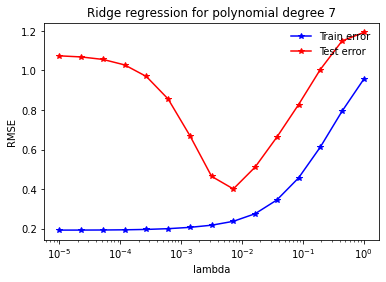 Ridge regression for polynomial degree 7
Train error
Test error
1.2
1.0
0.8
0.6
0.4
0.2
RMSE
10⁻⁵
10⁻⁴
10⁻³
10⁻²
10⁻¹
10⁰
lambda